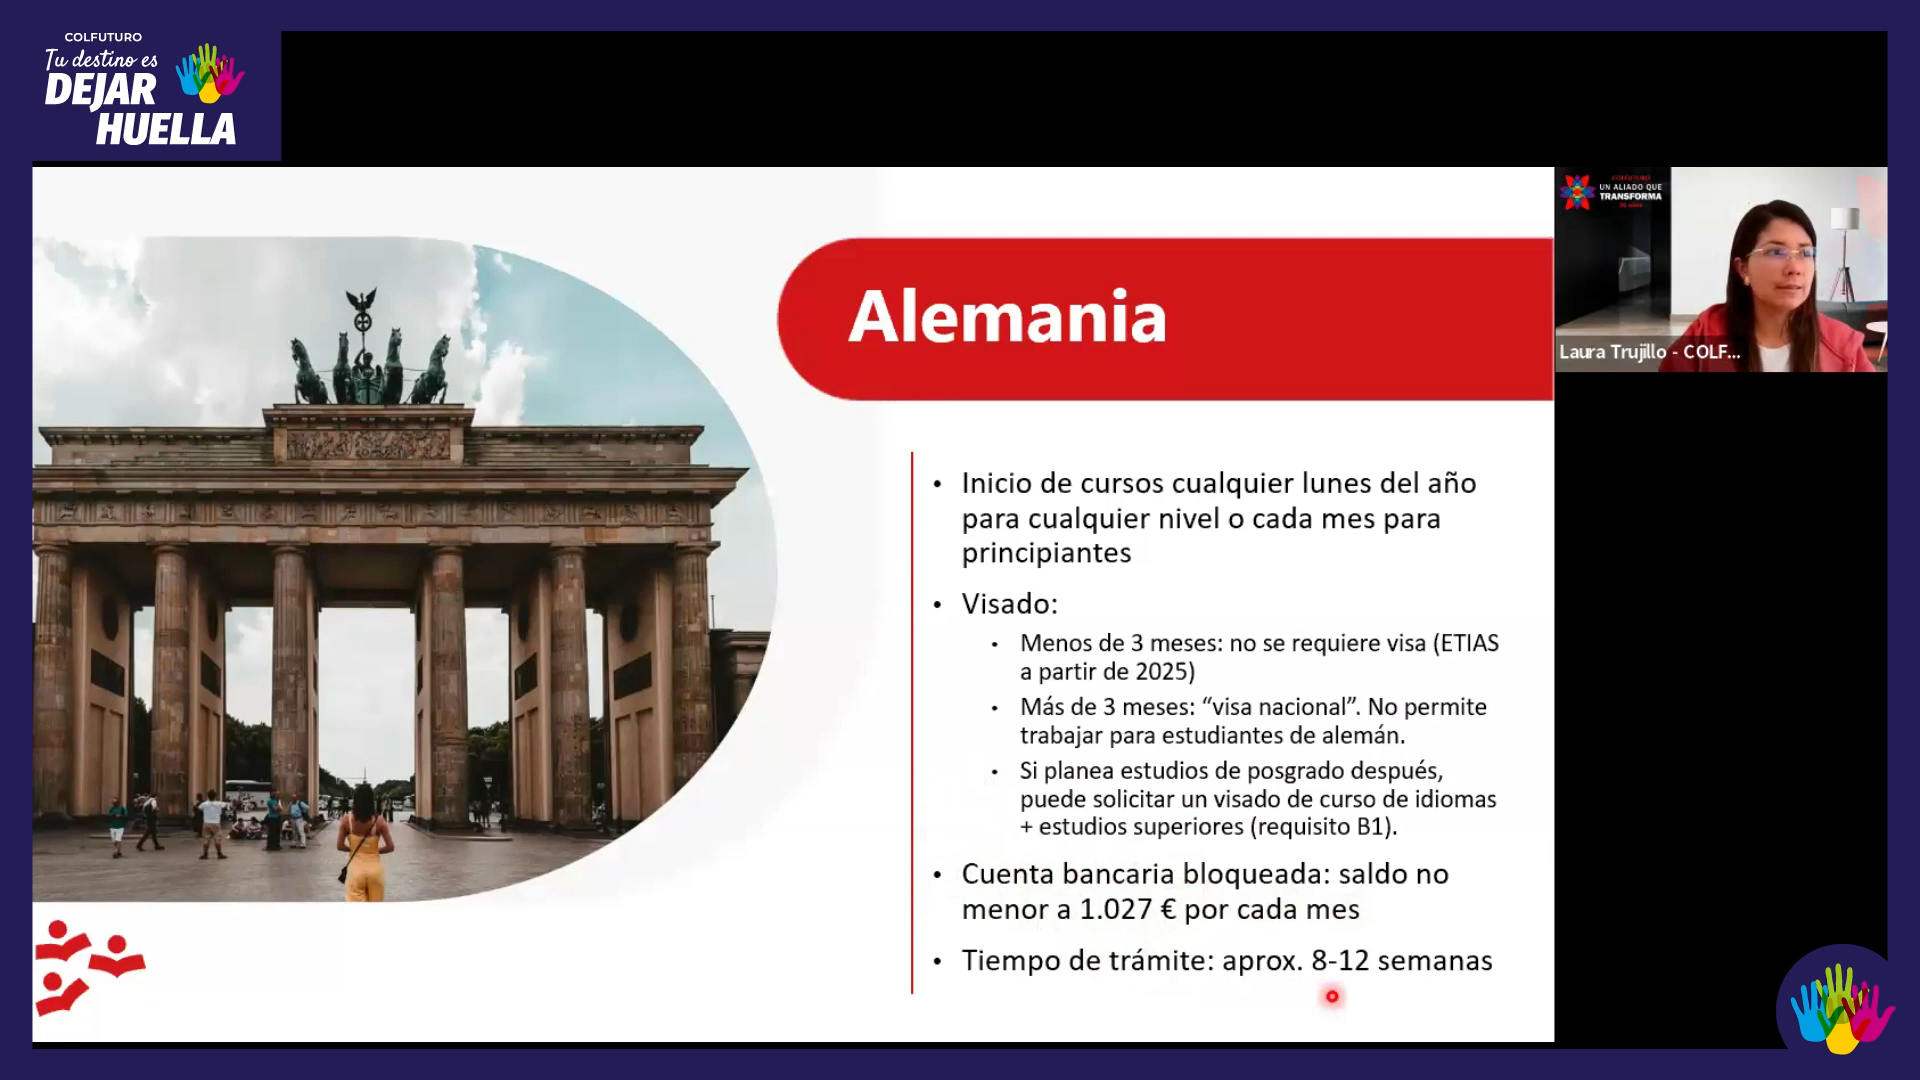 COLFUTURO
Tu destino es
DEJAR
HUELLA
Alemania
• Inicio de cursos cualquier lunes del año
para cualquier nivel o cada mes para
principiantes
• Visado:
• Menos de 3 meses: no se requiere visa (ETIAS
a partir de 2025)
• Más de 3 meses: “visa nacional”. No permite
trabajar para estudiantes de alemán.
• Si planea estudios de posgrado después,
puede solicitar un visado de curso de idiomas
+ estudios superiores (requisito B1).
• Cuenta bancaria bloqueada: saldo no
menor a 1.027 € por cada mes
• Tiempo de trámite: aprox. 8-12 semanas
UN ALIADO QUE
TRANSFORMA
Laura Trujillo - COLF...